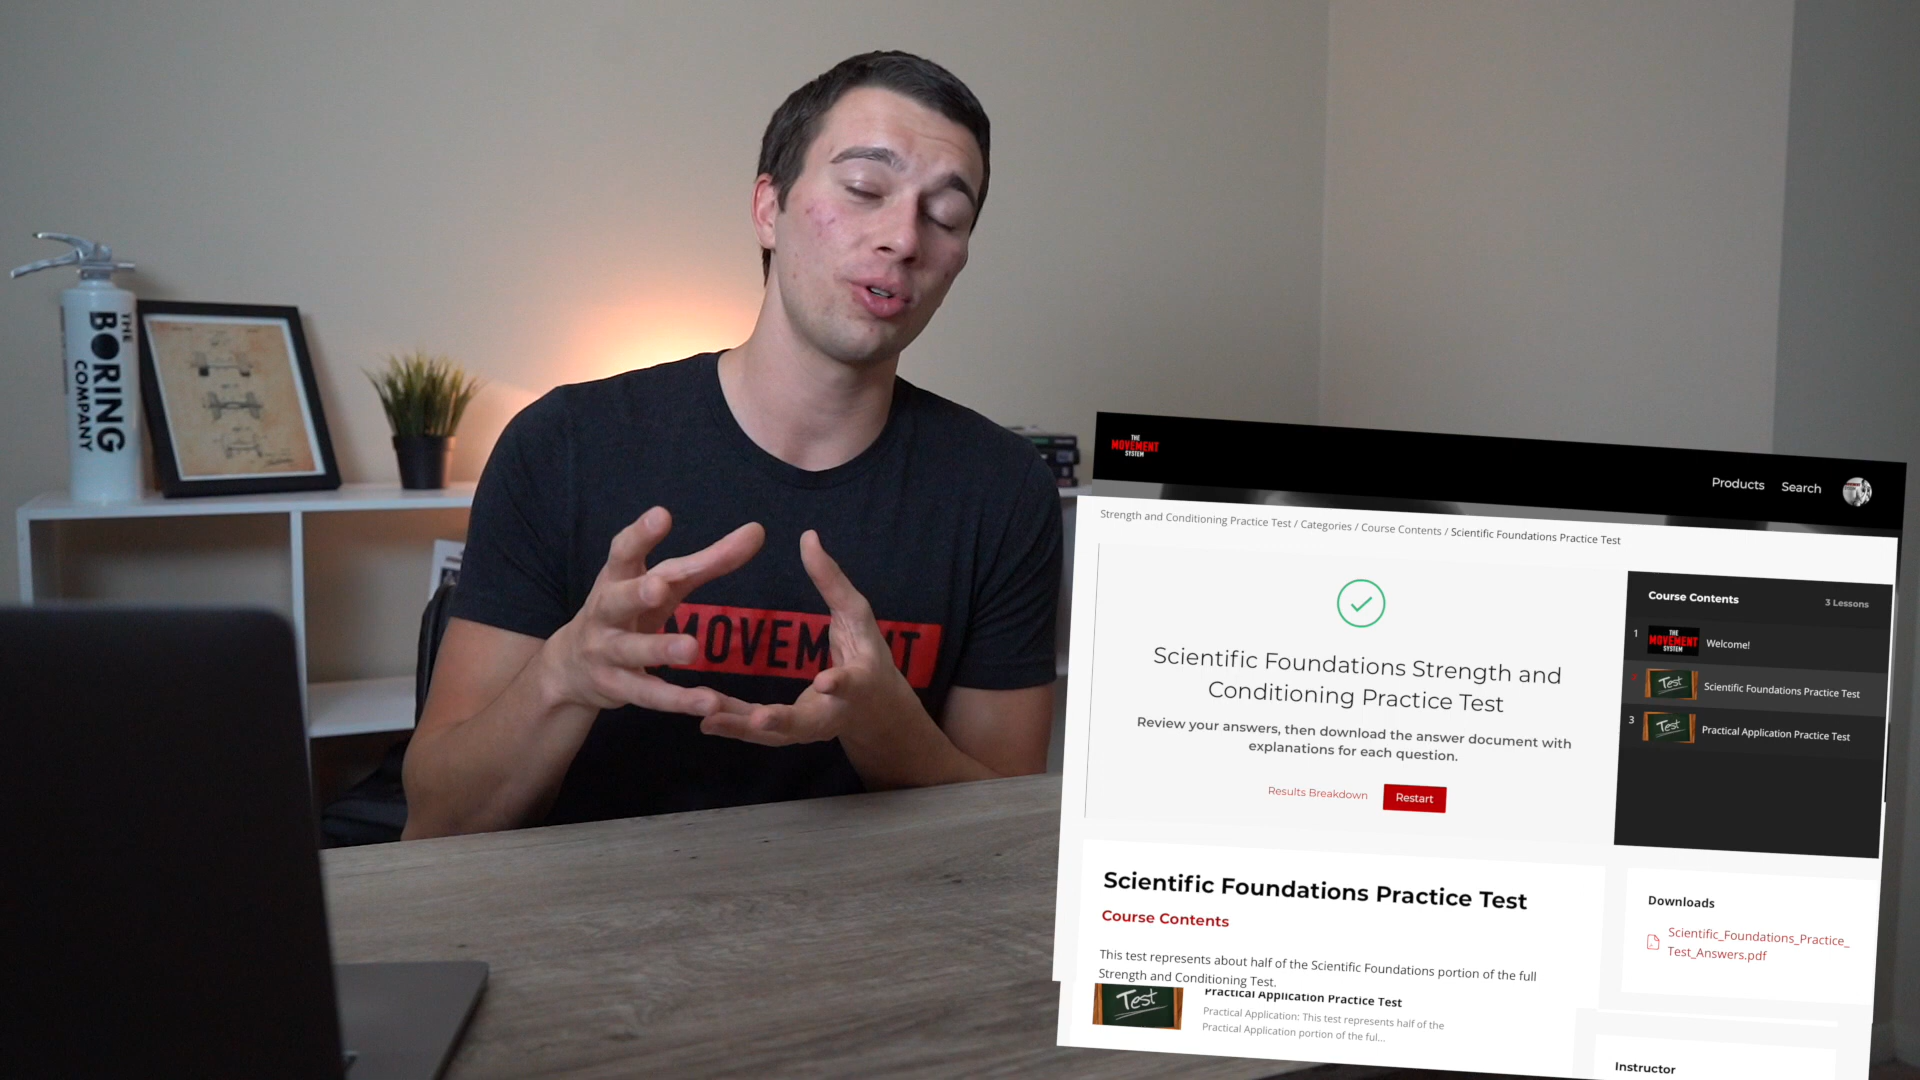 THE
BORING
COMPANY
MOVEMENT
THE
MOVEMENT
SYSTEM
Products
Search
Strength and Conditioning Practice Test / Categories / Course Contents / Scientific Foundations Practice Test
Scientific Foundations Strength and
Conditioning Practice Test
Review your answers, then download the answer document with
explanations for each question.
Results Breakdown
Restart
Course Contents
3 Lessons
1
THE
MOVEMENT
SYSTEM
Welcome!
Test
Scientific Foundations Practice Test
3
Test
Practical Application Practice Test
Scientific Foundations Practice Test
Course Contents
This test represents about half of the Scientific Foundations portion of the full
Strength and Conditioning Test.
Test
Practical Application Practice Test
Practical Application: This test represents half of the
Practical Application portion of the ful...
Downloads
Scientific_Foundations_Practice_
Test_Answers.pdf
Instructor